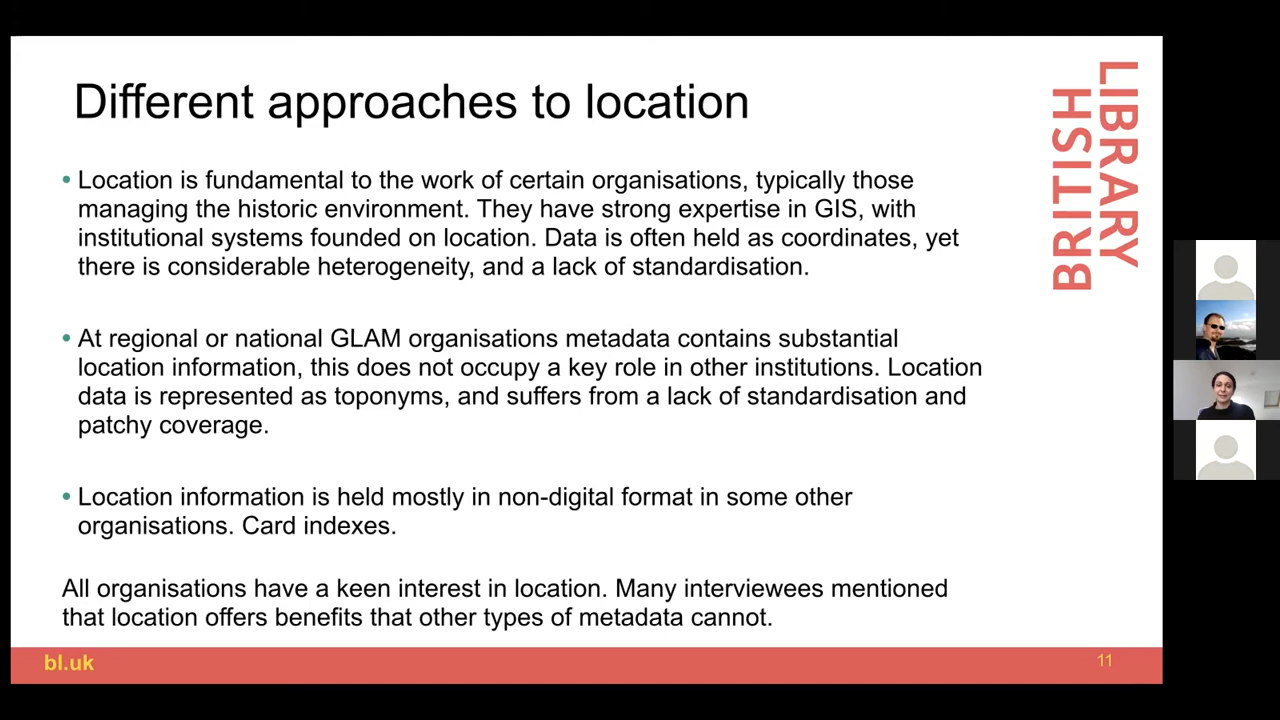 Different approaches to location
LIBRARY
BRITISH
• Location is fundamental to the work of certain organisations, typically those
managing the historic environment. They have strong expertise in GIS, with
institutional systems founded on location. Data is often held as coordinates, yet
there is considerable heterogeneity, and a lack of standardisation.
• At regional or national GLAM organisations metadata contains substantial
location information, this does not occupy a key role in other institutions. Location
data is represented as toponyms, and suffers from a lack of standardisation and
patchy coverage.
• Location information is held mostly in non-digital format in some other
organisations. Card indexes.
All organisations have a keen interest in location. Many interviewees mentioned
that location offers benefits that other types of metadata cannot.
bl.uk
11